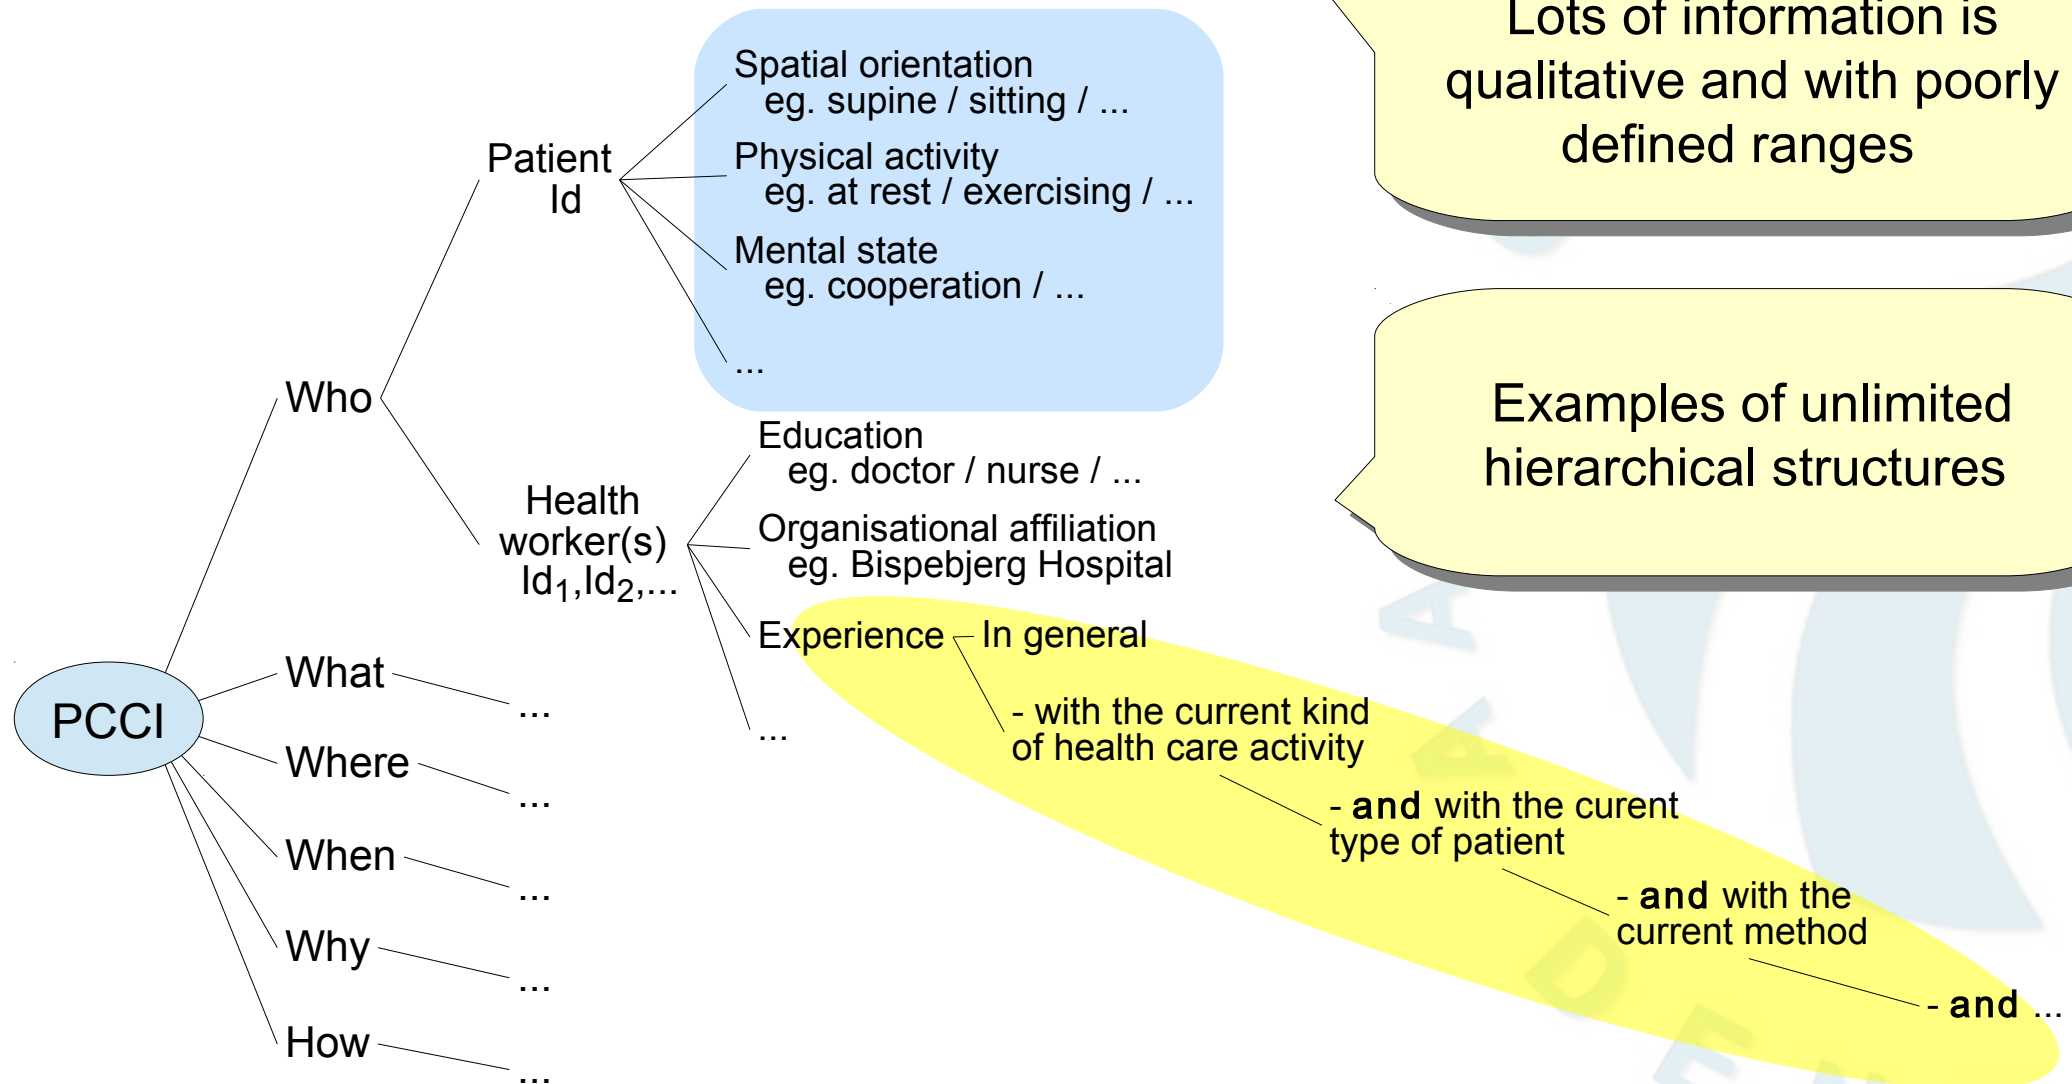 Lots of information is
qualitative and with poorly
defined ranges
Spatial orientation
eg. supine / sitting / ...
Patient
Id
Physical activity
eg. at rest / exercising / ...
Mental state
eg. cooperation / ...
...
Examples of unlimited
hierarchical structures
Who
Education
eg. doctor / nurse / ...
Health
worker(s)
Id1,Id2,...
Organisational affiliation
eg. Bispebjerg Hospital
Experience
In general
- with the current kind
of health care activity
- and with the curent
type of patient
- and with the
current method
- and ...
...
PCCI
What
...
Where
...
When
...
Why
...
How
...